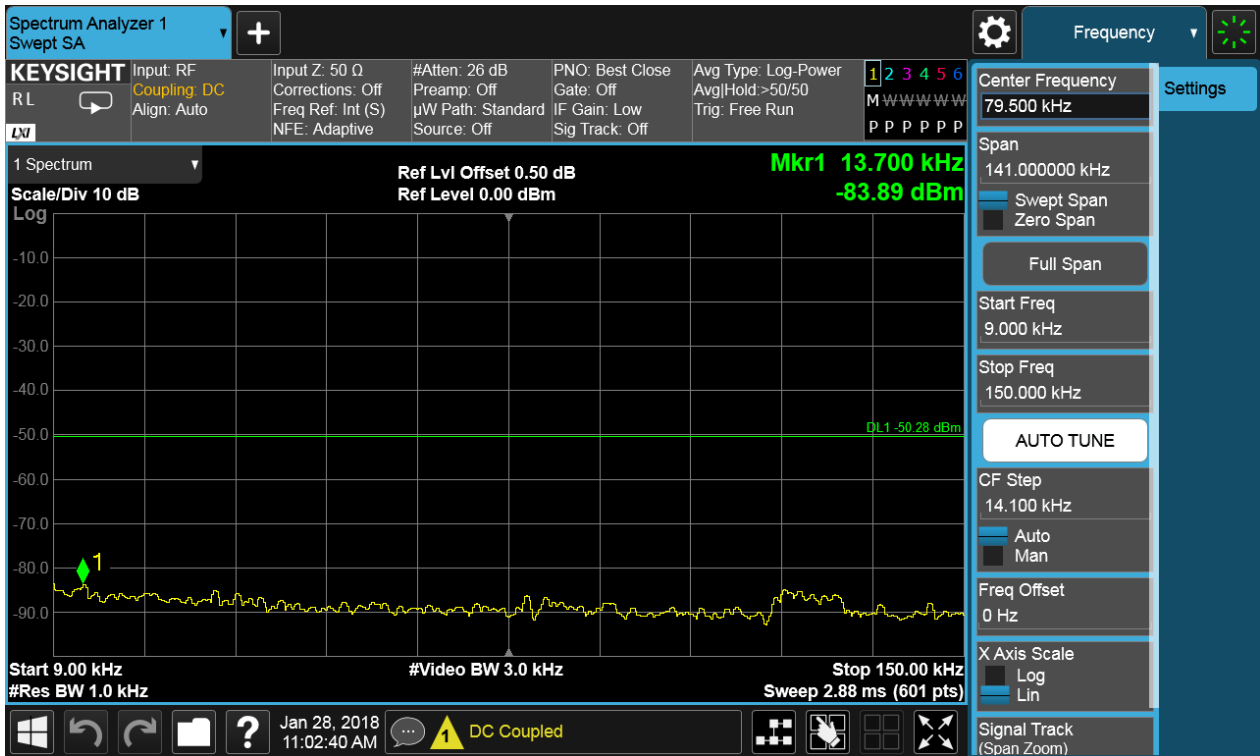 Spectrum Analyzer 1
Swept SA
+
Frequency
KEYSIGHT
R L
LXI
Input: RF
Coupling: DC
Align: Auto
Input Z: 50 Ω
Corrections: Off
Freq Ref: Int (S)
NFE: Adaptive
#Atten: 26 dB
Preamp: Off
µW Path: Standard
Source: Off
PNO: Best Close
Gate: Off
IF Gain: Low
Sig Track: Off
Avg Type: Log-Power
Avg|Hold:>50/50
Trig: Free Run
1 2 3 4 5 6
M W W W W W
P P P P P P
1 Spectrum
Scale/Div 10 dB
Log
Ref Lvl Offset 0.50 dB
Ref Level 0.00 dBm
Mkr1 13.700 kHz
-83.89 dBm
-10.0
-20.0
-30.0
-40.0
-50.0
DL1 -50.28 dBm
-60.0
-70.0
-80.0
1
-90.0
Start 9.00 kHz
#Res BW 1.0 kHz
#Video BW 3.0 kHz
Stop 150.00 kHz
Sweep 2.88 ms (601 pts)
Center Frequency
79.500 kHz
Span
141.000000 kHz
Swept Span
Zero Span
Full Span
Start Freq
9.000 kHz
Stop Freq
150.000 kHz
AUTO TUNE
CF Step
14.100 kHz
Auto
Man
Freq Offset
0 Hz
X Axis Scale
Log
Lin
Signal Track
(Span Zoom)
Settings
?
Jan 28, 2018
11:02:40 AM
1
DC Coupled